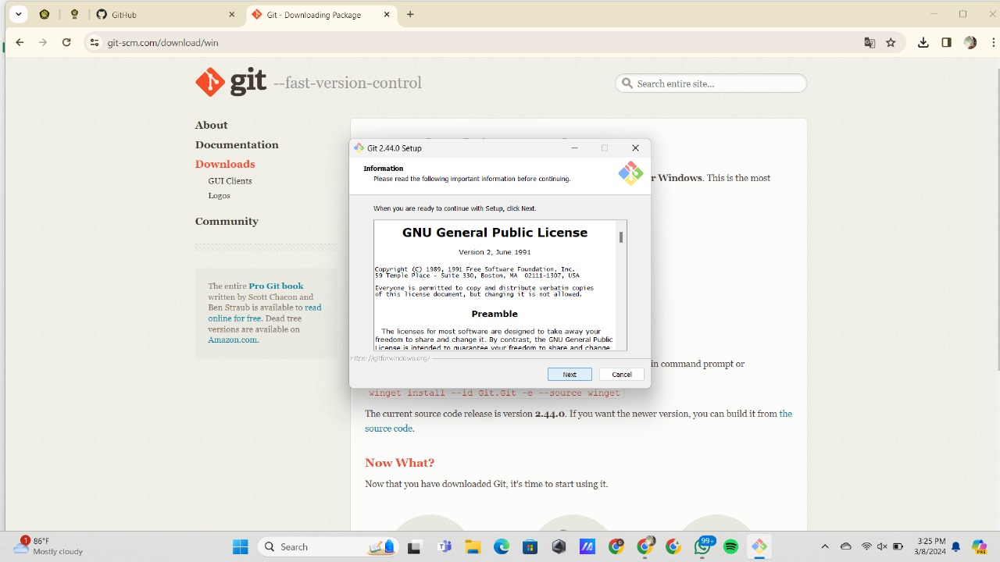 GitHub
Git - Downloading Package
git-scm.com/download/win
git --fast-version-control
Search entire site...
About
Documentation
Downloads
GUI Clients
Logos
Community
The entire Pro Git book
written by Scott Chacon and
Ben Straub is available to read
online for free. Dead tree
versions are available on
Amazon.com.
Git 2.44.0 Setup
Information
Please read the following important information before continuing.
When you are ready to continue with Setup, click Next.
GNU General Public License
Version 2, June 1991
Copyright (C) 1989, 1991 Free Software Foundation, Inc.
59 Temple Place - Suite 330, Boston, MA  02111-1307, USA
Everyone is permitted to copy and distribute verbatim copies
of this license document, but changing it is not allowed.
Preamble
The licenses for most software are designed to take away your
freedom to share and change it. By contrast, the GNU General Public
License is intended to guarantee your freedom to share and change
https://gitforwindows.org/
Next
Cancel
r Windows. This is the most
in command prompt or
winget install --id Git.Git -e --source winget
The current source code release is version 2.44.0. If you want the newer version, you can build it from the
source code.
Now What?
Now that you have downloaded Git, it's time to start using it.
1
86°F
Mostly cloudy
Search
99+
3:25 PM
3/8/2024
PRE